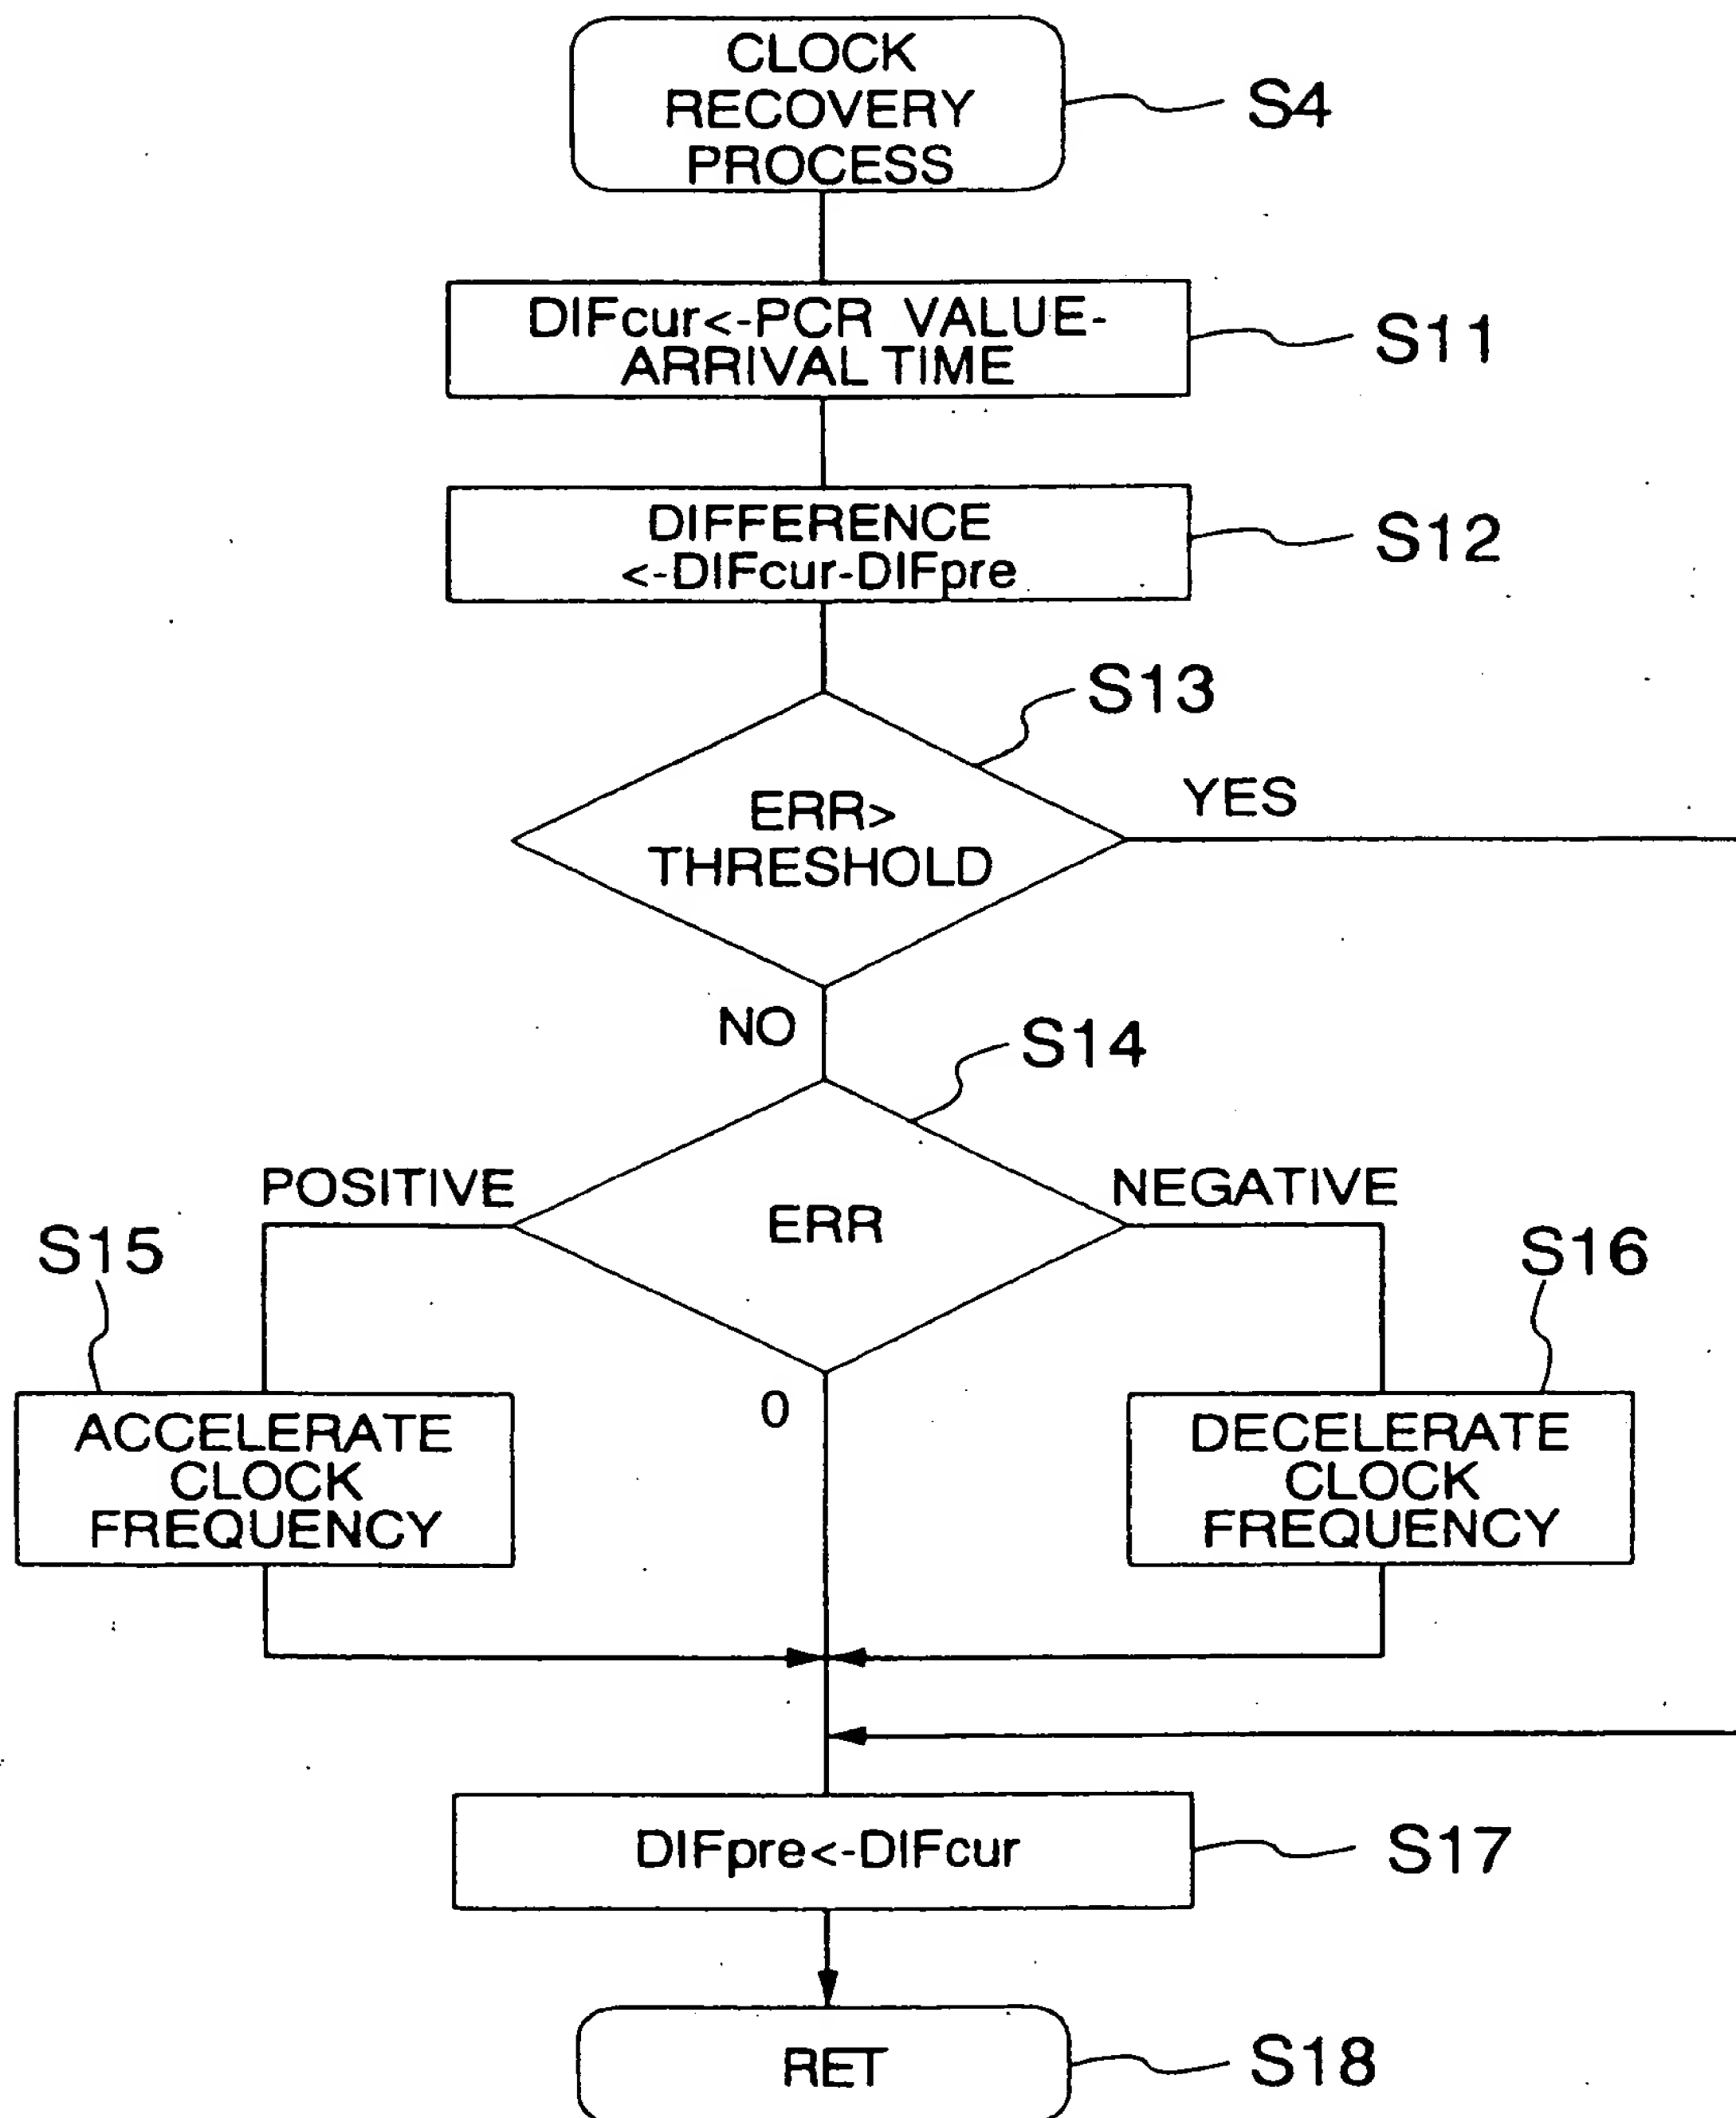 CLOCK
RECOVERY
PROCESS
S4
DIFcur<-PCR VALUE-
ARRIVAL TIME
S11
DIFFERENCE
<-DIFcur-DIFpre
S12
S13
ERR>
THRESHOLD
YES
NO
S14
POSITIVE
ERR
NEGATIVE
S15
S16
0
ACCELERATE
CLOCK
FREQUENCY
DECELERATE
CLOCK
FREQUENCY
DIFpre<-DIFcur
S17
RET
S18